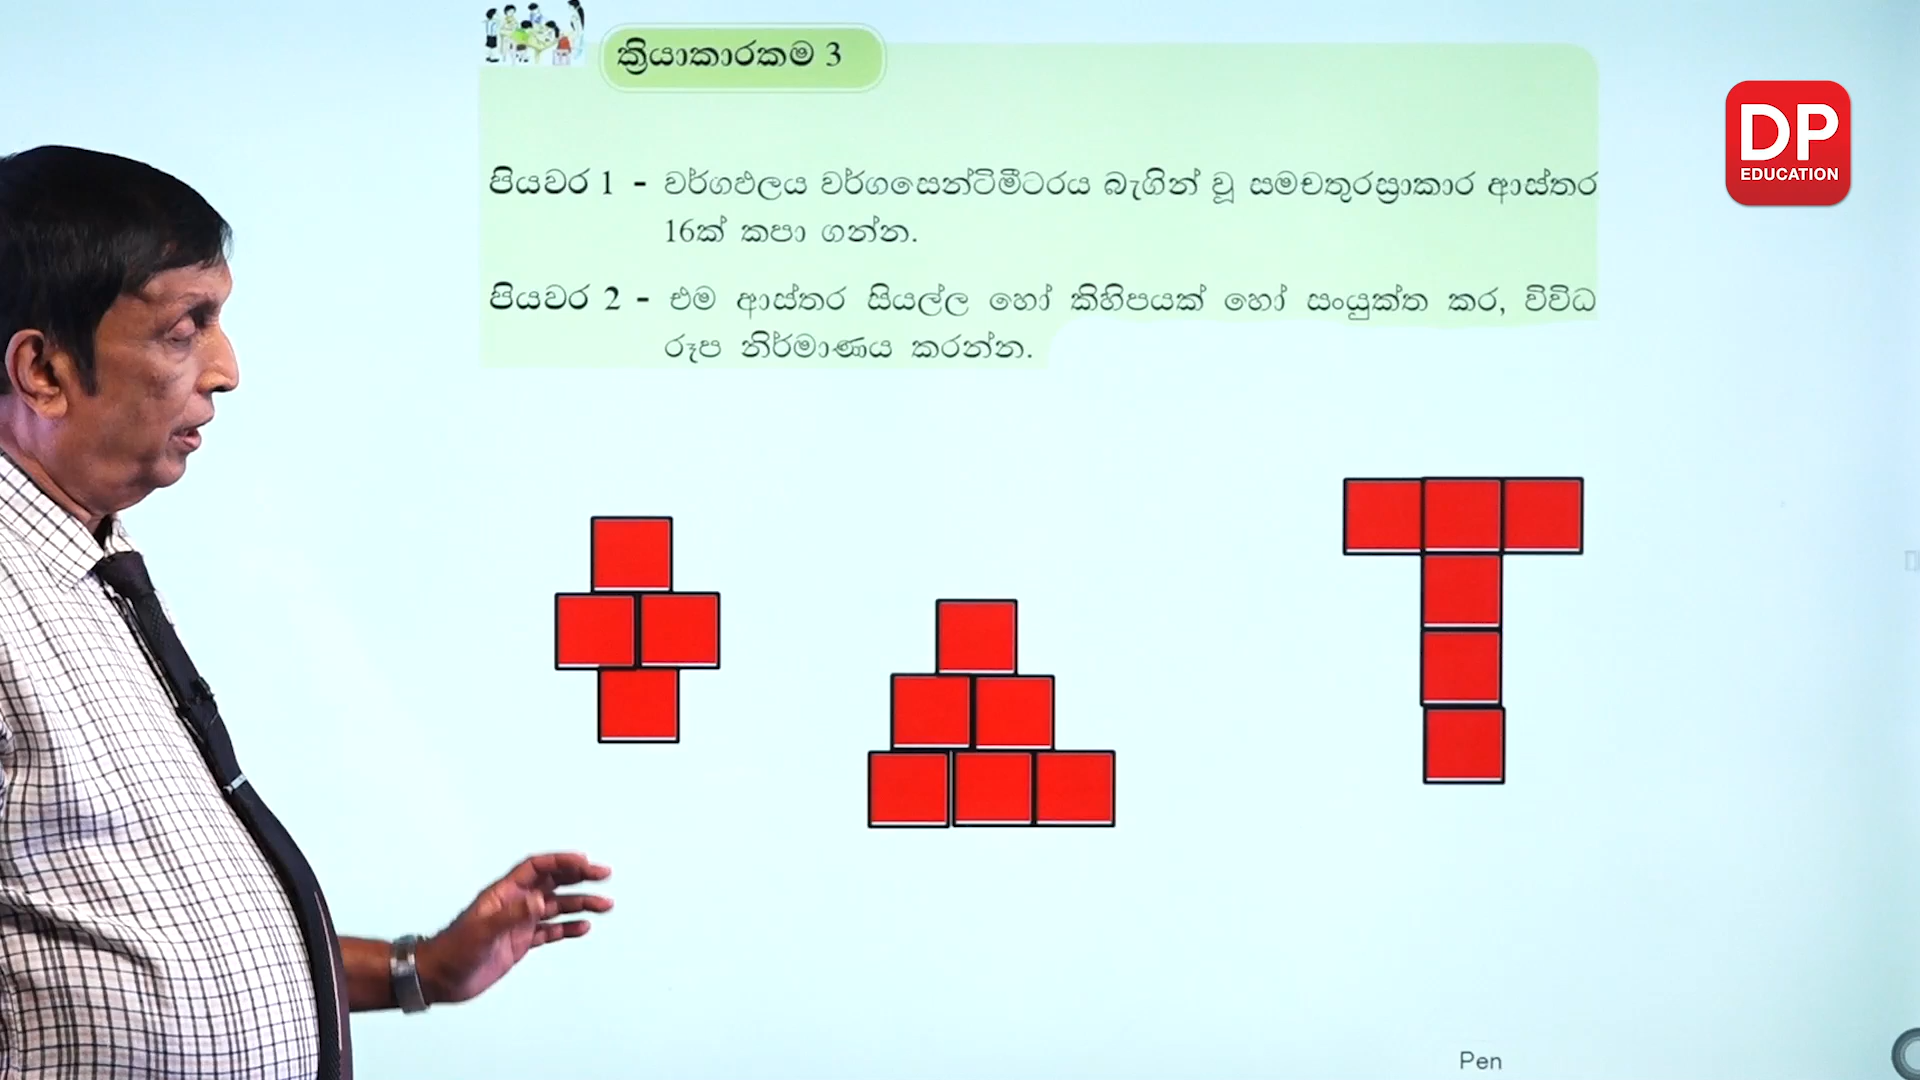 ක්‍රියාකාරකම 3
DP
EDUCATION
පියවර 1 - වර්ගඵලය වර්ගසෙන්ටිමීටරය බැගින් වූ සමචතුරස්‍රාකාර ආස්තර
16ක් කපා ගන්න.
පියවර 2 - එම ආස්තර සියල්ල හෝ කිහිපයක් හෝ සංයුක්ත කර, විවිධ
රූප නිර්මාණය කරන්න.
Pen